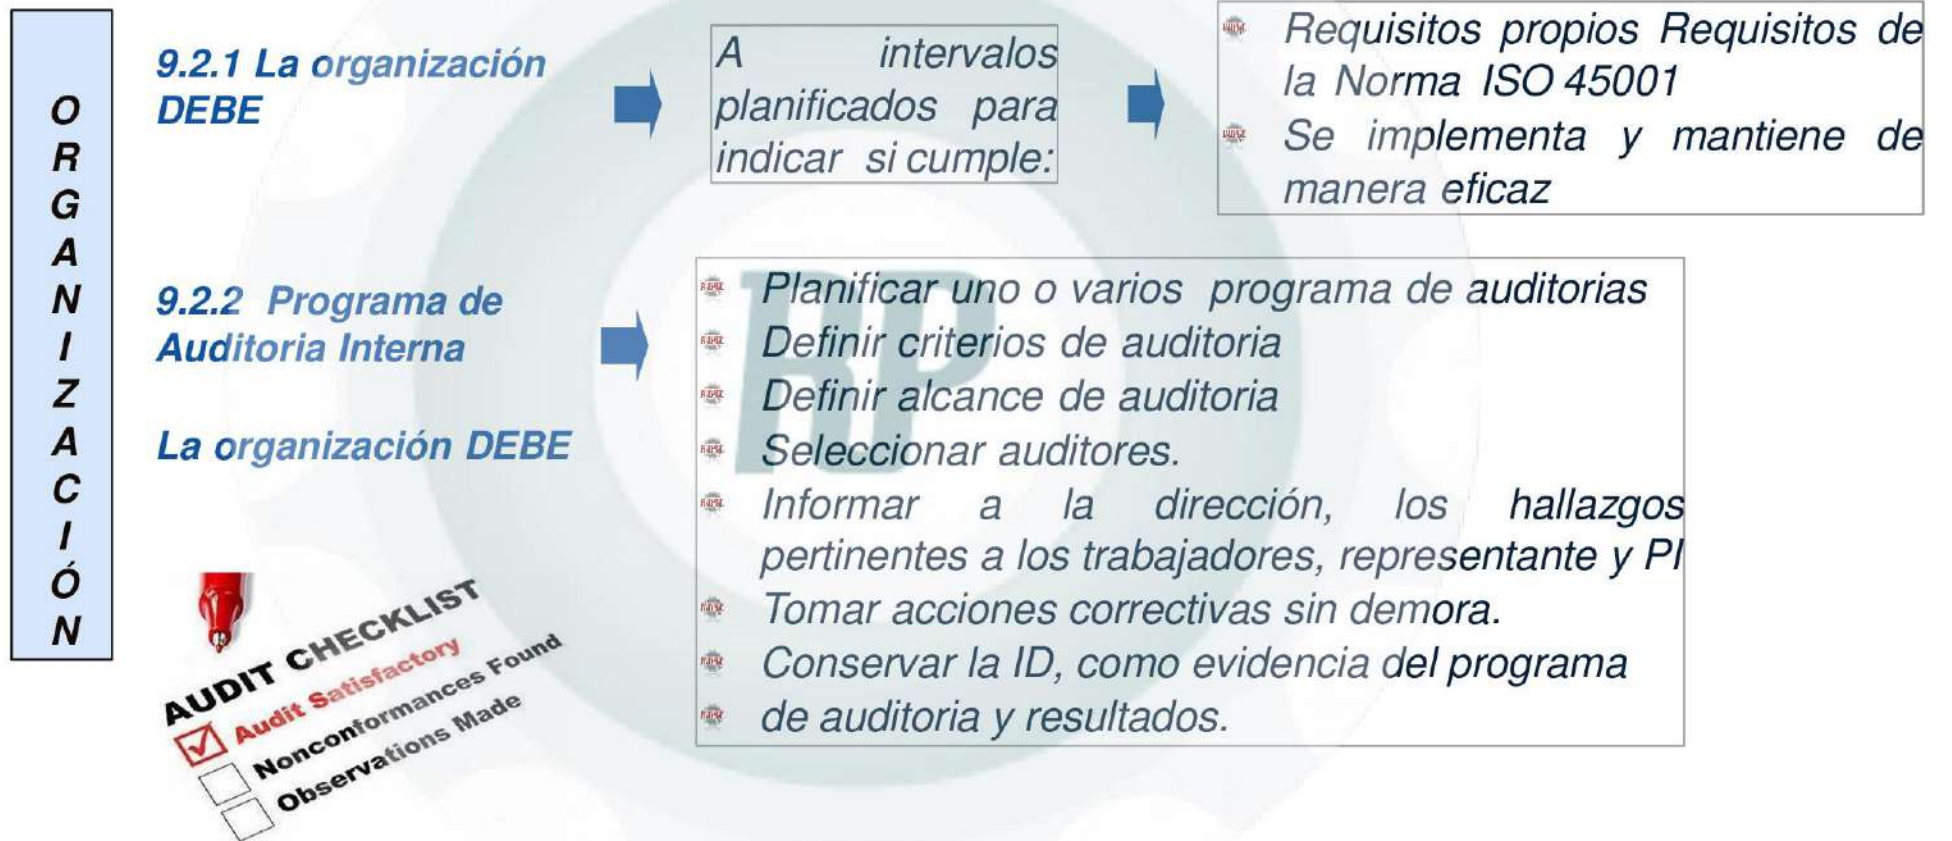 O
R
G
A
N
I
Z
A
C
I
Ó
N
9.2.1 La organización
DEBE
A intervalos
planificados para
indicar si cumple:
Requisitos propios Requisitos de
la Norma ISO 45001
Se implementa y mantiene de
manera eficaz
9.2.2 Programa de
Auditoria Interna
La organización DEBE
Planificar uno o varios programa de auditorias
Definir criterios de auditoria
Definir alcance de auditoria
Seleccionar auditores.
Informar a la dirección, los hallazgos
pertinentes a los trabajadores, representante y PI
Tomar acciones correctivas sin demora.
Conservar la ID, como evidencia del programa
de auditoria y resultados.
AUDIT CHECKLIST
Audit Satisfactory
Nonconformances Found
Observations Made
RP